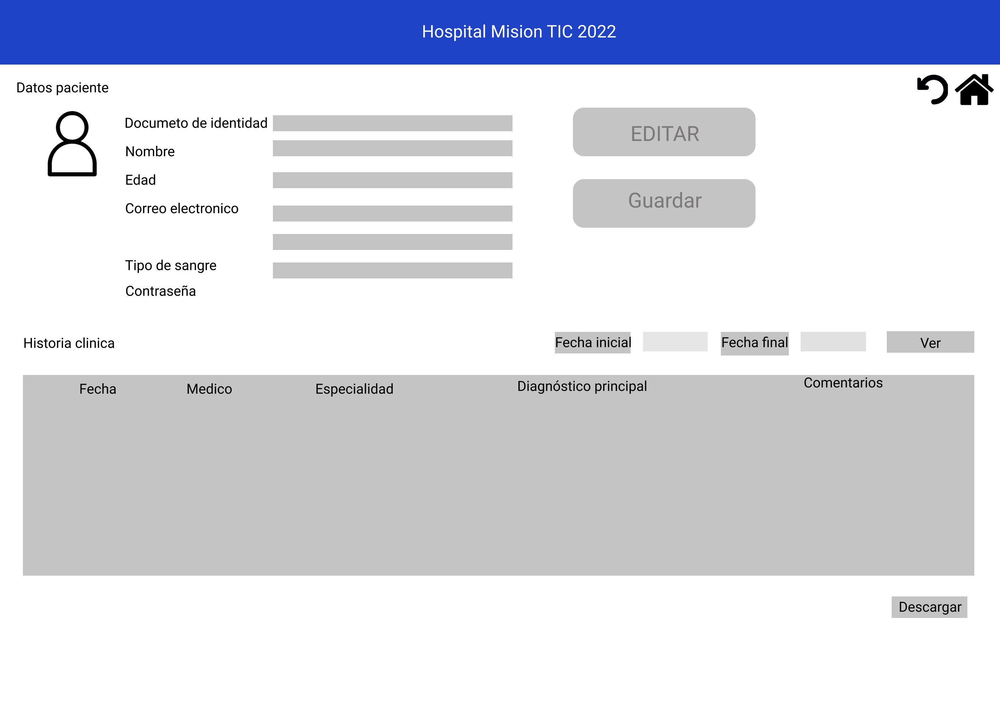 Hospital Mision TIC 2022
Datos paciente
Documeto de identidad
EDITAR
Nombre
Edad
Guardar
Correo electronico
Tipo de sangre
Contraseña
Historia clinica
Fecha inicial
Fecha final
Ver
Fecha
Medico
Especialidad
Diagnóstico principal
Comentarios
Descargar